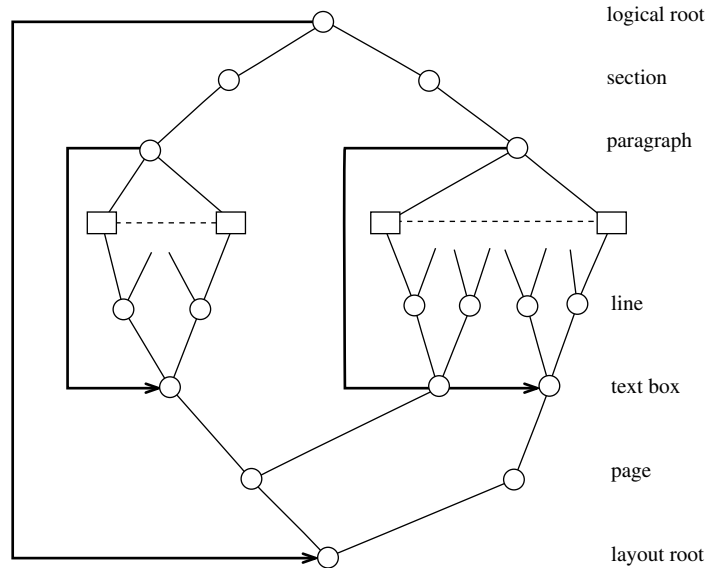 logical root
section
paragraph
line
text box
page
layout root